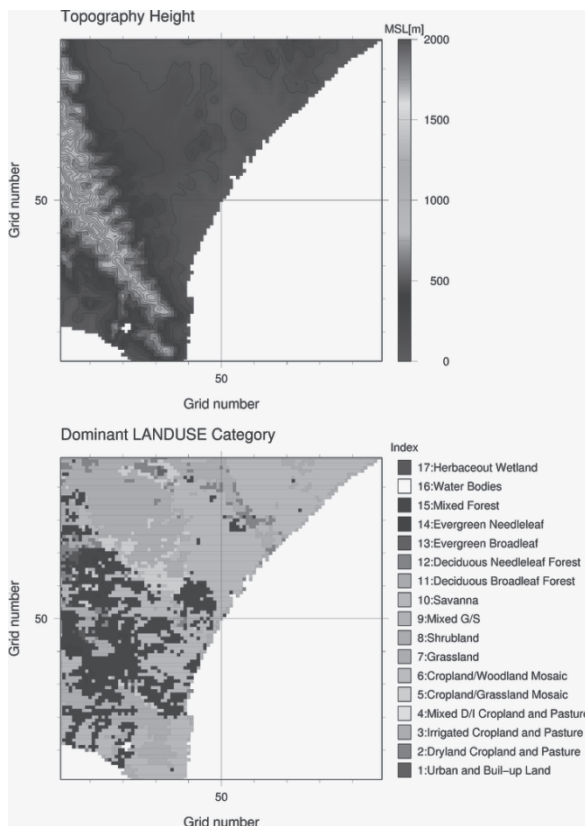 Topography Height
MSL[m]
2000
1500
1000
500
0
50
Grid number
50
Grid number
Dominant LANDUSE Category
Index
17:Herbaceout Wetland
16:Water Bodies
15:Mixed Forest
14:Evergreen Needleleaf
13:Evergreen Broadleaf
12:Deciduous Needleleaf Forest
11:Deciduous Broadleaf Forest
10:Savanna
9:Mixed G/S
8:Shrubland
7:Grassland
6:Cropland/Woodland Mosaic
5:Cropland/Grassland Mosaic
4:Mixed D/I Cropland and Pasture
3:Irrigated Cropland and Pasture
2:Dryland Cropland and Pasture
1:Urban and Buil-up Land
50
Grid number
50
Grid number